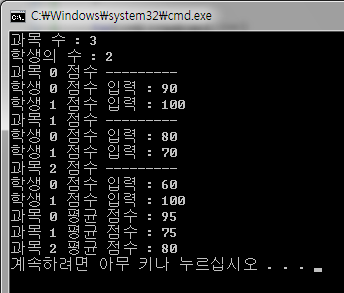 C:\Windows\system32\cmd.exe
과목 수 : 3
학생의 수 : 2
과목 0 점수 ----------
학생 0 점수 입력 : 90
학생 1 점수 입력 : 100
과목 1 점수 ----------
학생 0 점수 입력 : 80
학생 1 점수 입력 : 70
과목 2 점수 ----------
학생 0 점수 입력 : 60
학생 1 점수 입력 : 100
과목 0 평균 점수 : 95
과목 1 평균 점수 : 75
과목 2 평균 점수 : 80
계속하려면 아무 키나 누르십시오 . . .